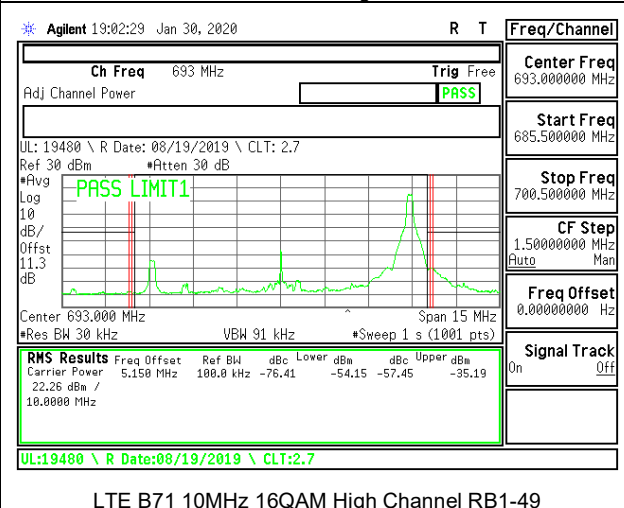 Agilent 19:02:29 Jan 30, 2020 R T
Freq/Channel
Ch Freq 693 MHz Trig Free
Adj Channel Power PASS
UL: 19480 \ R Date: 08/19/2019 \ CLT: 2.7
Ref 30 dBm #Atten 30 dB
#Avg
Log
10
dB/
Offst
11.3
dB
PASS LIMIT1
Center 693.000 MHz Span 15 MHz
#Res BW 30 kHz VBW 91 kHz #Sweep 1 s (1001 pts)
RMS Results Freq Offset Ref BW dBc Lower dBm dBc Upper dBm
Carrier Power 5.150 MHz 100.0 kHz -76.41 -54.15 -57.45 -35.19
22.26 dBm /
10.0000 MHz
UL:19480 \ R Date:08/19/2019 \ CLT:2.7
Center Freq
693.000000 MHz
Start Freq
685.500000 MHz
Stop Freq
700.500000 MHz
CF Step
1.50000000 MHz
Auto Man
Freq Offset
0.00000000 Hz
Signal Track
On Off
LTE B71 10MHz 16QAM High Channel RB1-49